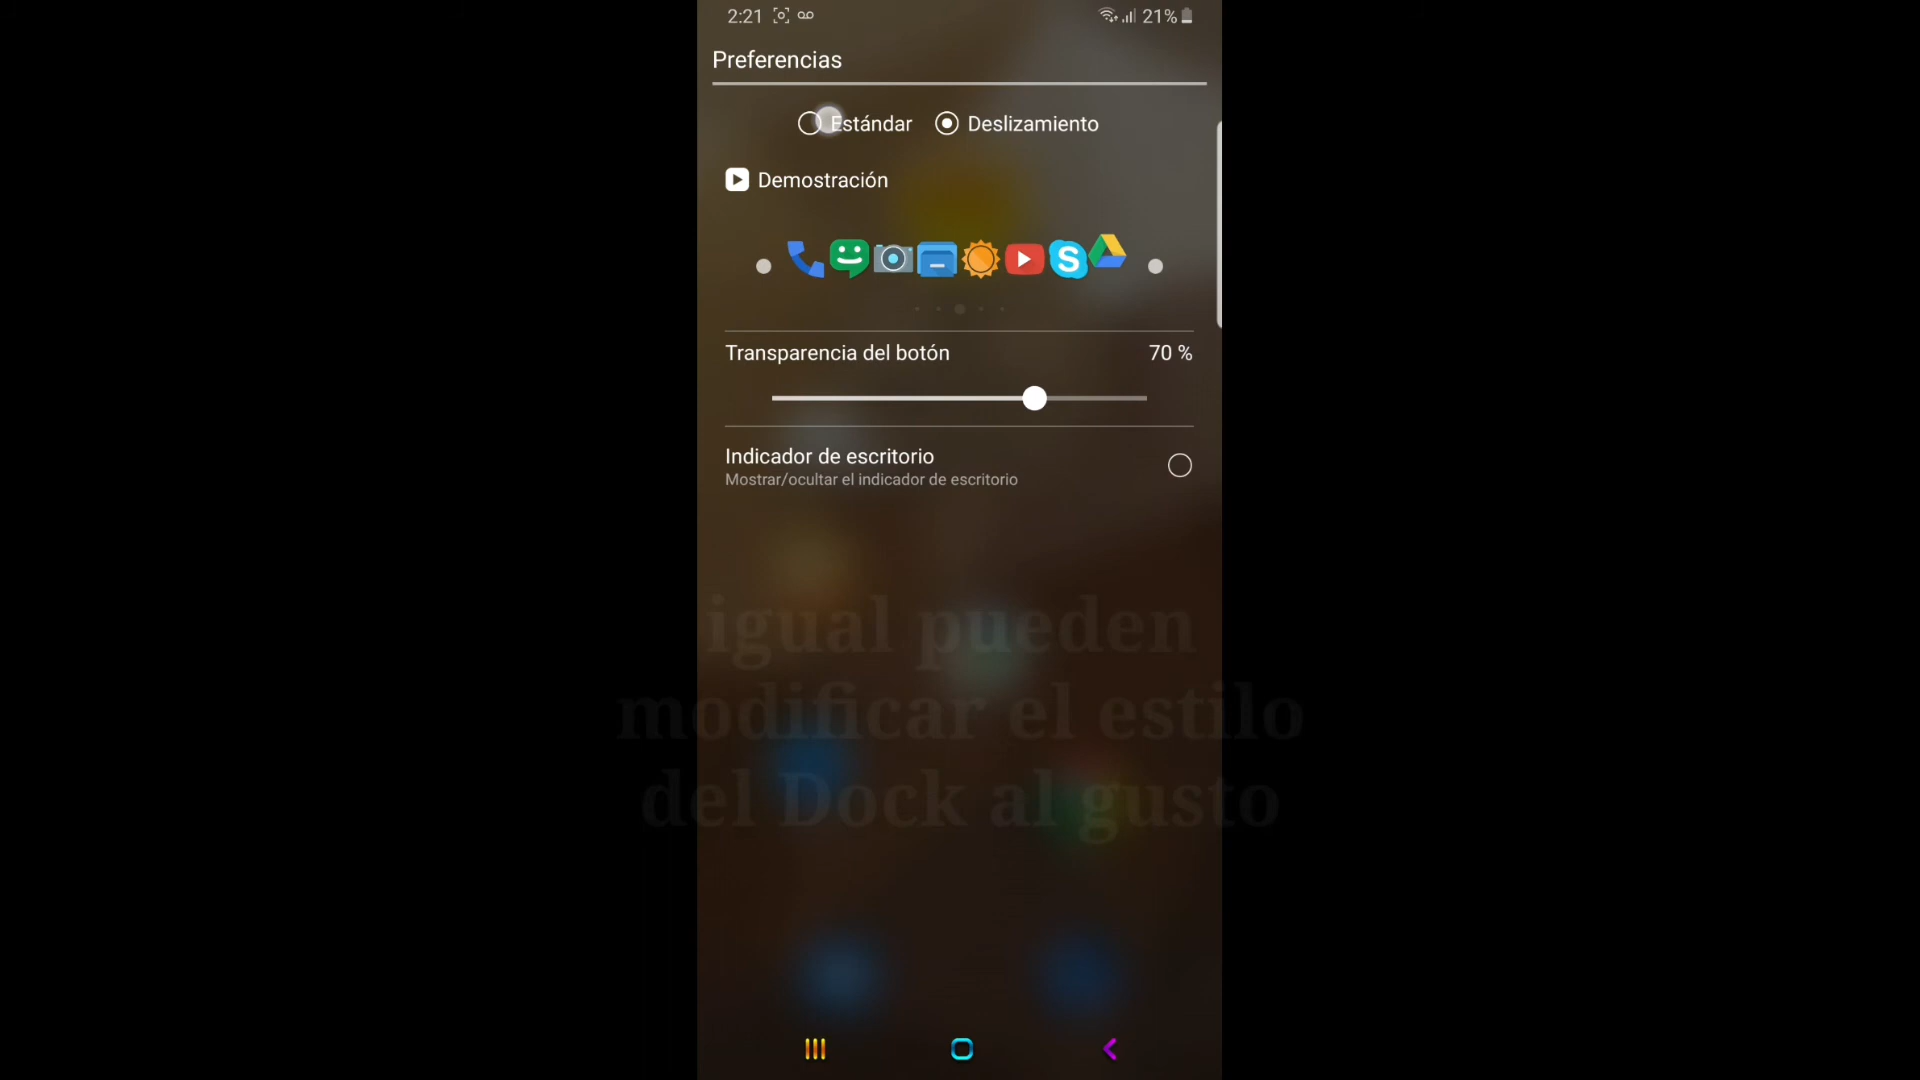 2:21
21%
Preferencias
Estándar
Deslizamiento
Demostración
S
Transparencia del botón
70 %
Indicador de escritorio
Mostrar/ocultar el indicador de escritorio
igual pueden
modificar el estilo
del Dock al gusto